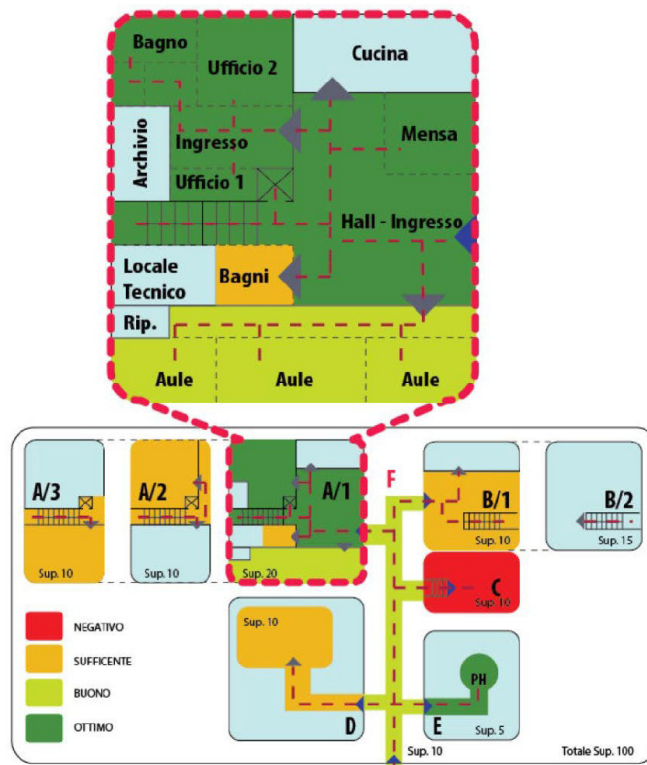 Bagno
Ufficio 2
Cucina
Archivio
Ingresso
Mensa
Ufficio 1
Hall - Ingresso
Locale
Tecnico
Bagni
Rip.
Aule
Aule
Aule
A/3
A/2
A/1
F
B/1
B/2
Sup. 10
Sup. 10
Sup. 20
Sup. 10
Sup. 15
C
Sup. 10
NEGATIVO
SUFFICENTE
BUONO
OTTIMO
Sup. 10
D
PH
E
Sup. 5
Sup. 10
Totale Sup. 100